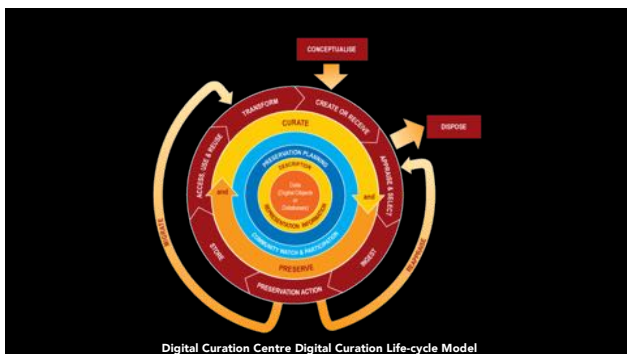 CONCEPTUALISE
DISPOSE
TRANSFORM
CREATE OR RECEIVE
APPRAISE & SELECT
INGEST
PRESERVATION ACTION
STORE
ACCESS, USE & REUSE
MIGRATE
REAPPRAISE
CURATE
and
and
PRESERVE
PRESERVATION PLANNING
COMMUNITY WATCH & PARTICIPATION
DESCRIPTION
REPRESENTATION INFORMATION
Data
(Digital Objects
or
Databases)
Digital Curation Centre Digital Curation Life-cycle Model